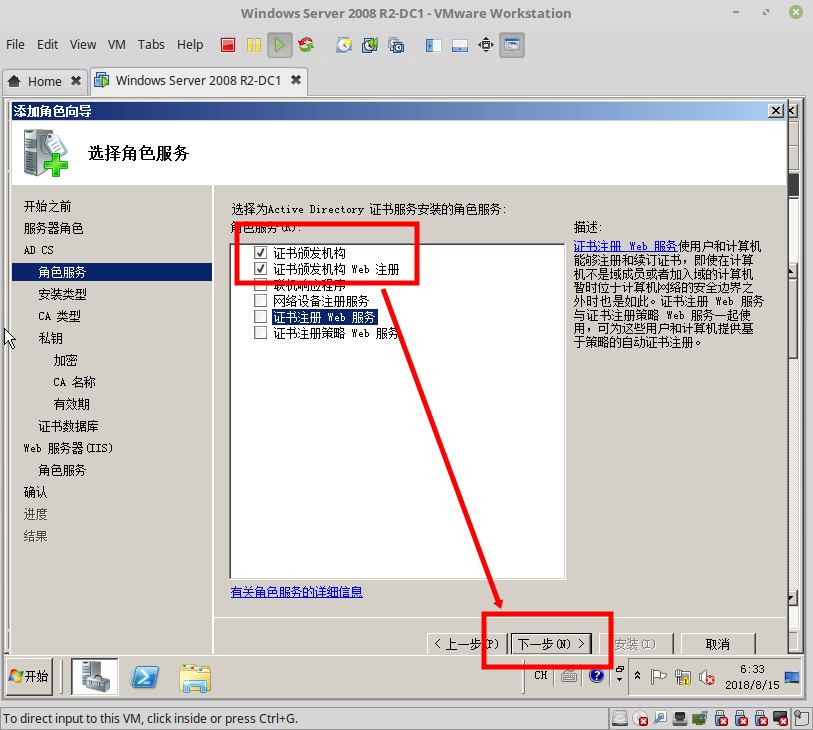 Windows Server 2008 R2-DC1 - VMware Workstation
File Edit View VM Tabs Help
Home
Windows Server 2008 R2-DC1
添加角色向导
选择角色服务
开始之前
服务器角色
AD CS
角色服务
安装类型
CA 类型
私钥
加密
CA 名称
有效期
证书数据库
Web 服务器(IIS)
角色服务
确认
进度
结果
选择为Active Directory 证书服务安装的角色服务:
角色服务(R):
证书颁发机构
证书颁发机构 Web 注册
联机响应程序
网络设备注册服务
证书注册 Web 服务
证书注册策略 Web 服务
有关角色服务的详细信息
描述:
证书注册 Web 服务使用户和计算机
能够注册和续订证书，即使在计算
机不是域成员或者加入域的计算机
暂时位于计算机网络的安全边界之
外时也是如此。证书注册 Web 服务
与证书注册策略 Web 服务一起使
用，可为这些用户和计算机提供基
于策略的自动证书注册。
< 上一步(P)
下一步(N) >
安装(I)
取消
开始
CH
6:33
2018/8/15
To direct input to this VM, click inside or press Ctrl+G.